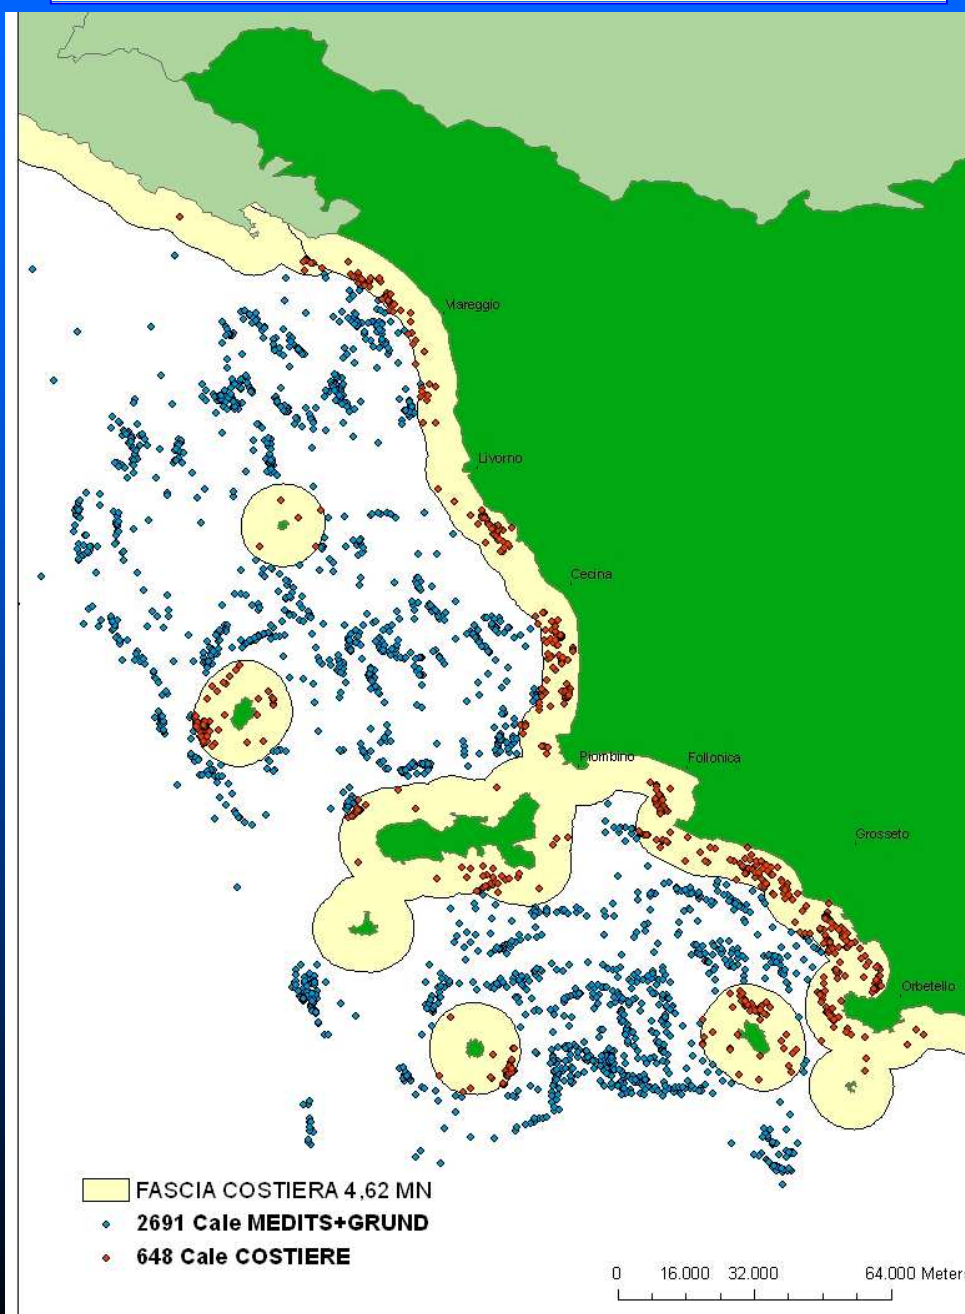 Viareggio
Livorno
Cecina
Piombino
Follonica
Grosseto
Orbetello
FASCIA COSTIERA 4,62 MN
2691 Cale MEDITS+GRUND
648 Cale COSTIERE
0 16.000 32.000 64.000 Meter